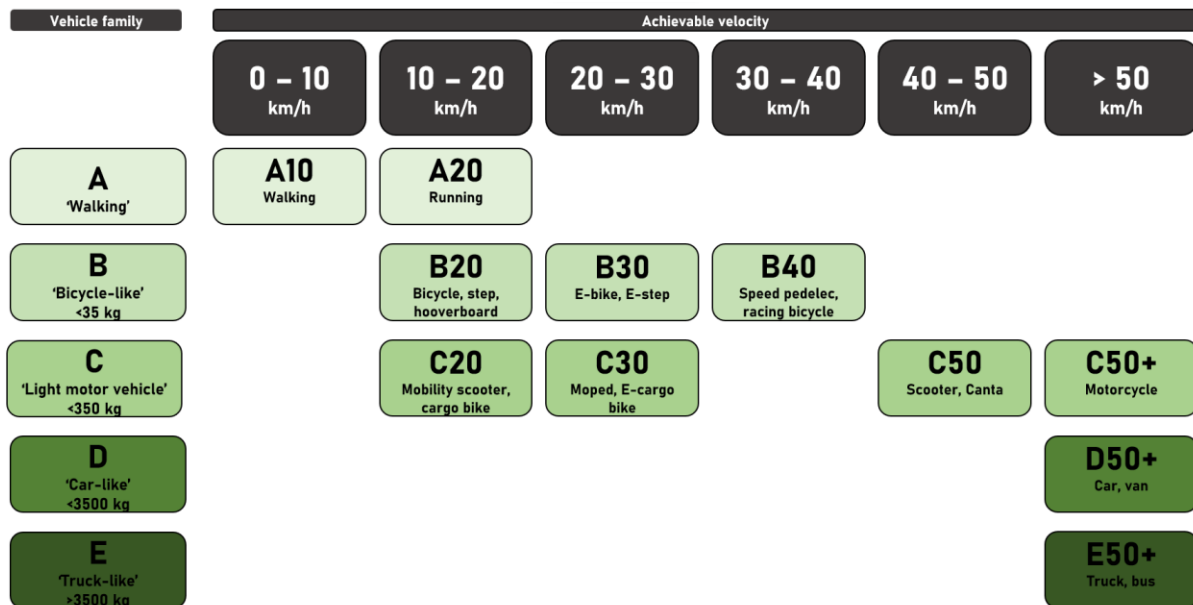 Vehicle family
Achievable velocity
0 – 10
km/h
10 – 20
km/h
20 – 30
km/h
30 – 40
km/h
40 – 50
km/h
> 50
km/h
A
'Walking'
A10
Walking
A20
Running
B
'Bicycle-like'
<35 kg
B20
Bicycle, step,
hooverboard
B30
E-bike, E-step
B40
Speed pedelec,
racing bicycle
C
'Light motor vehicle'
<350 kg
C20
Mobility scooter,
cargo bike
C30
Moped, E-cargo
bike
C50
Scooter, Canta
C50+
Motorcycle
D
'Car-like'
<3500 kg
D50+
Car, van
E
'Truck-like'
>3500 kg
E50+
Truck, bus